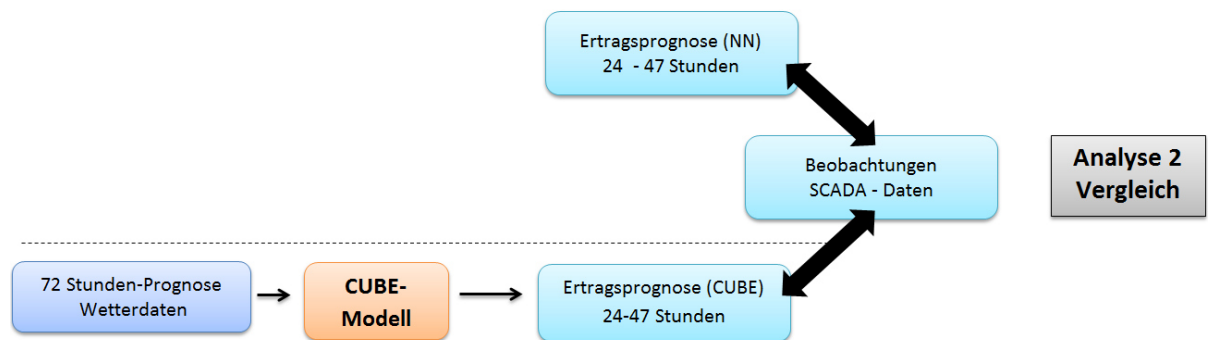 Ertragsprognose (NN)
24 - 47 Stunden
Beobachtungen
SCADA - Daten
Analyse 2
Vergleich
72 Stunden-Prognose
Wetterdaten
CUBE-
Modell
Ertragsprognose (CUBE)
24-47 Stunden